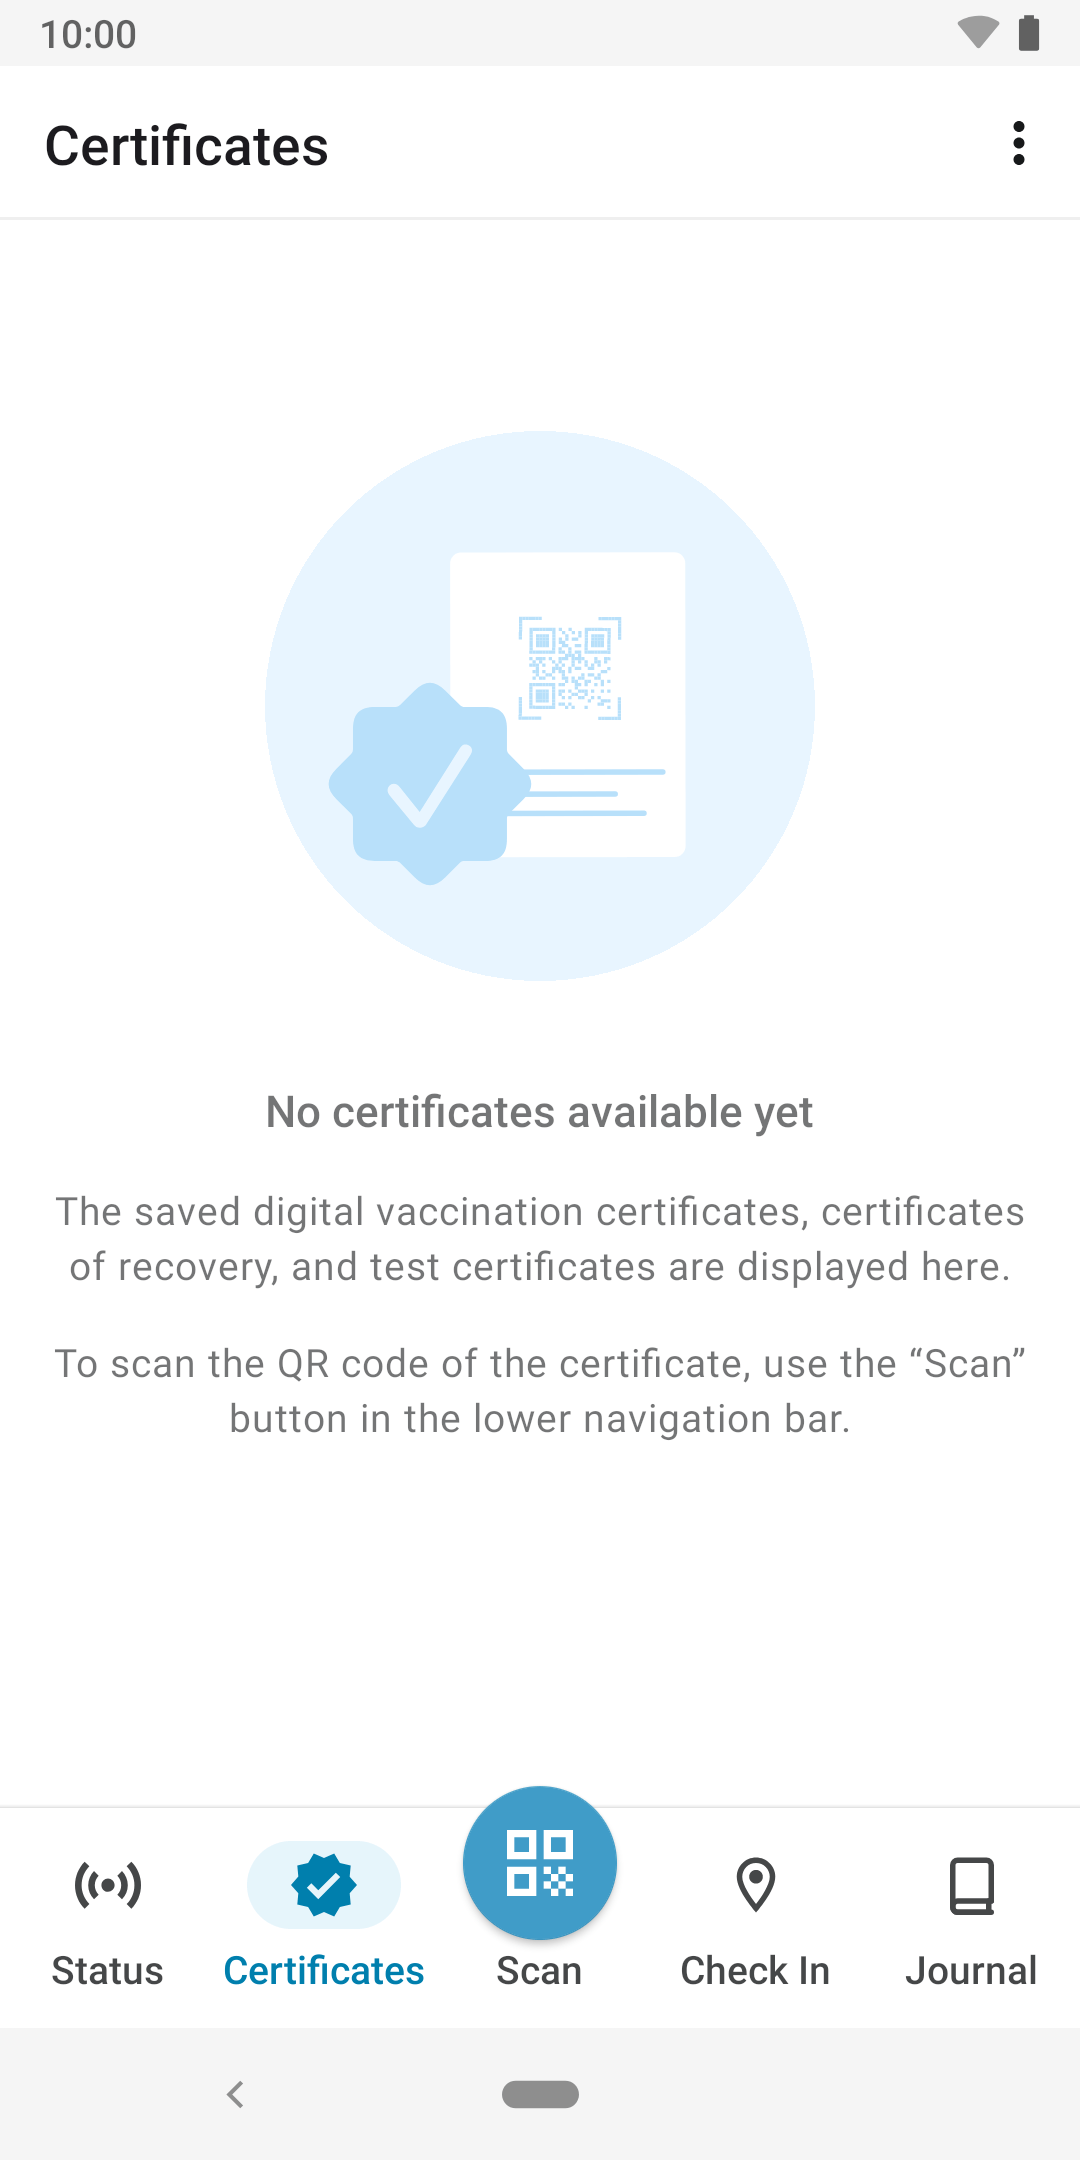 10:00
Certificates
No certificates available yet
The saved digital vaccination certificates, certificates
of recovery, and test certificates are displayed here.
To scan the QR code of the certificate, use the “Scan”
button in the lower navigation bar.
Status
Certificates
Scan
Check In
Journal